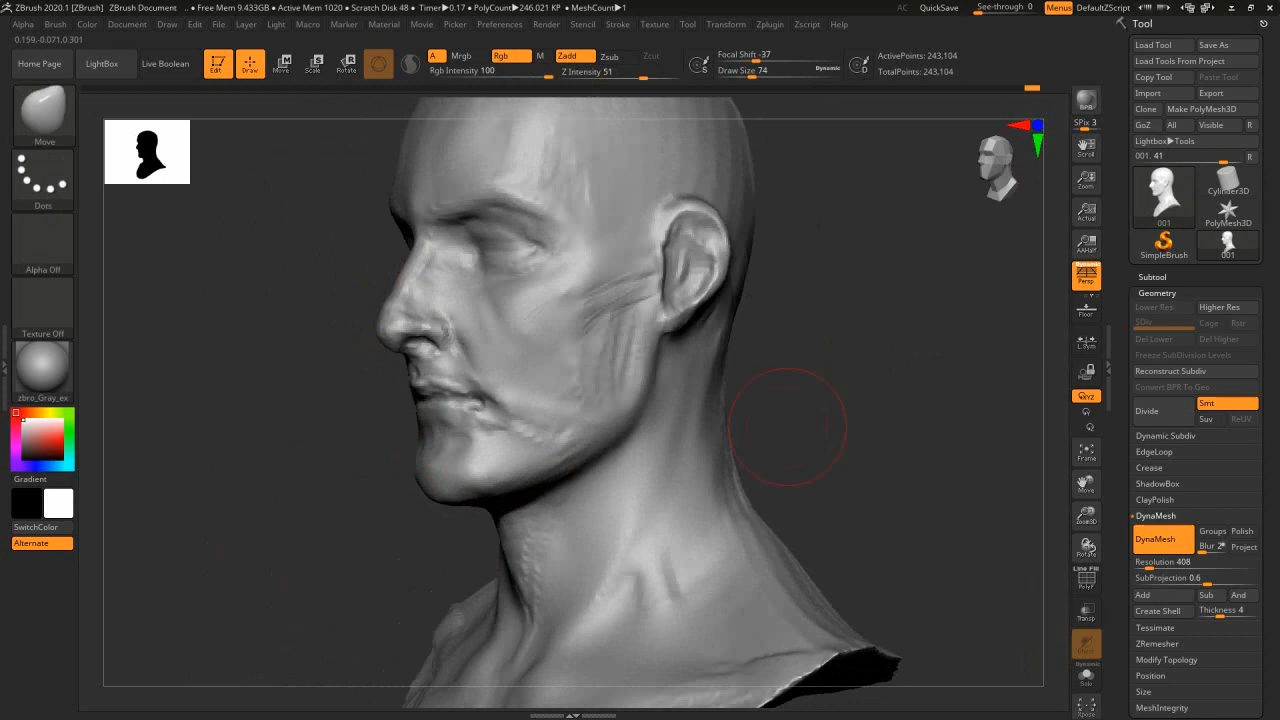 ZBrush 2020.1 [ZBrush] ZBrush Document .. • Free Mem 9.433GB • Active Mem 1020 • Scratch Disk 48 • Timer▶0.17 • PolyCount▶246.021 KP • MeshCount▶1 AC QuickSave See-through 0 Menus DefaultZScript
Alpha Brush Color Document Draw Edit File Layer Light Macro Marker Material Movie Picker Preferences Render Stencil Stroke Texture Tool Transform Zplugin Zscript Help
0.159,-0.071,0.301
Home Page LightBox Live Boolean Edit Draw Move Scale Rotate
A Mrgb Rgb M Zadd Zsub Zcut
Rgb Intensity 100 Z Intensity 51
Focal Shift -37
Draw Size 74 Dynamic
S D
ActivePoints: 243,104
TotalPoints: 243,104
Move
Dots
Alpha Off
Texture Off
zbro_Gray_ex
Gradient
SwitchColor
Alternate
BPR
SPix 3
Scroll
Zoom
Actual
AAHalf
Dynamic
Persp
Floor
L.Sym
XYZ
Frame
Move
Zoom3D
Rotate
Line Fill
PolyF
Transp
Ghost
Dynamic
Solo
Xpose
Tool
Load Tool Save As
Load Tools From Project
Copy Tool Paste Tool
Import Export
Clone Make PolyMesh3D
GoZ All Visible R
Lightbox▶Tools
001. 41 R
001 Cylinder3D
PolyMesh3D
SimpleBrush 001
Subtool
Geometry
Lower Res Higher Res
SDiv Cage Rstr
Del Lower Del Higher
Freeze SubDivision Levels
Reconstruct Subdiv
Convert BPR To Geo
Divide Smt
Suv ReUV
Dynamic Subdiv
EdgeLoop
Crease
ShadowBox
ClayPolish
DynaMesh
DynaMesh Groups Polish
Blur 2 Project
Resolution 408
SubProjection 0.6
Add Sub And
Create Shell Thickness 4
Tessimate
ZRemesher
Modify Topology
Position
Size
MeshIntegrity